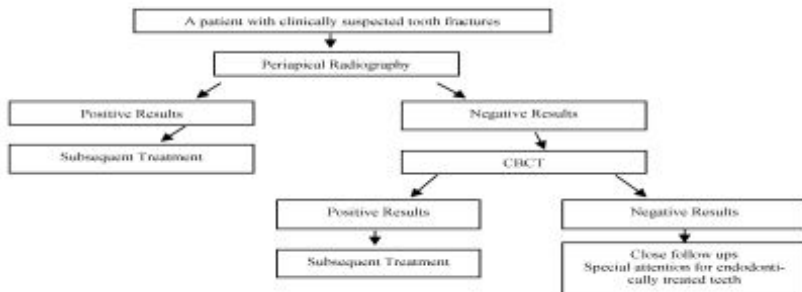 A patient with clinically suspected tooth fractures
Periapical Radiography
Positive Results
Negative Results
Subsequent Treatment
CBCT
Positive Results
Negative Results
Subsequent Treatment
Close follow ups
Special attention for endodonti-
cally treated teeth